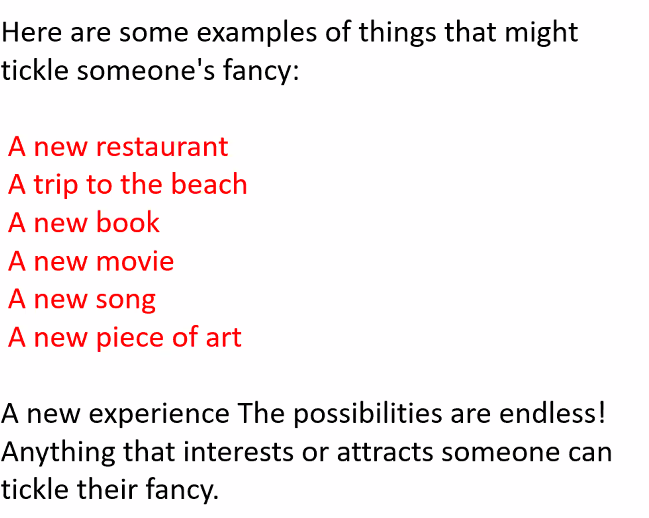 Here are some examples of things that might
tickle someone's fancy:
A new restaurant
A trip to the beach
A new book
A new movie
A new song
A new piece of art
A new experience The possibilities are endless!
Anything that interests or attracts someone can
tickle their fancy.